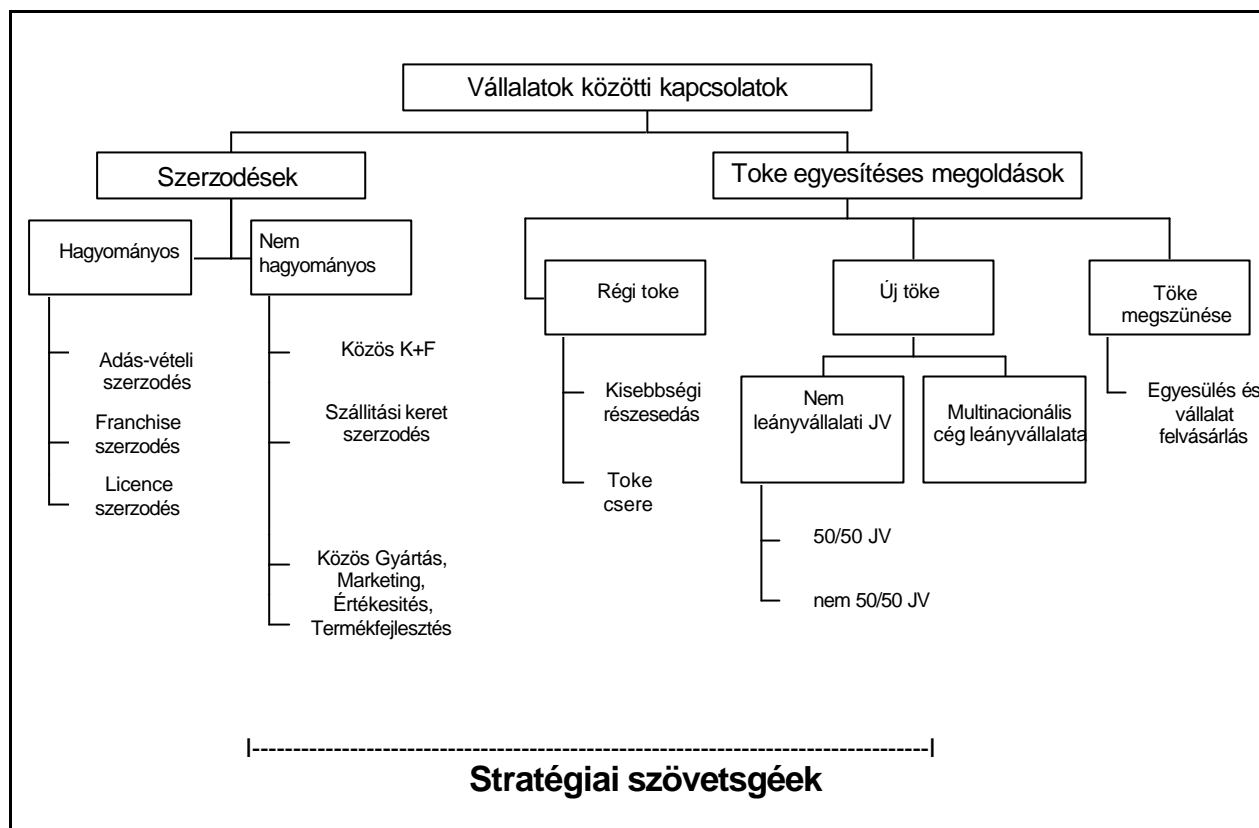 Vállalatok közötti kapcsolatok
Szerzodések
Toke egyesítéses megoldások
Hagyományos
Nem
hagyományos
Régi toke
Új töke
Töke
megszünése
Adás-vételi
szerzodés
Franchise
szerzodés
Licence
szerzodés
Közös K+F
Szállitási keret
szerzodés
Közös Gyártás,
Marketing,
Értékesités,
Termékfejlesztés
Kisebbségi
részesedás
Toke
csere
Nem
leányvállalati JV
Multinacionális
cég leányvállalata
50/50 JV
nem 50/50 JV
Egyesülés és
vállalat
felvásárlás
|------------------------------------------------------------------------------------|
Stratégiai szövetsgéek